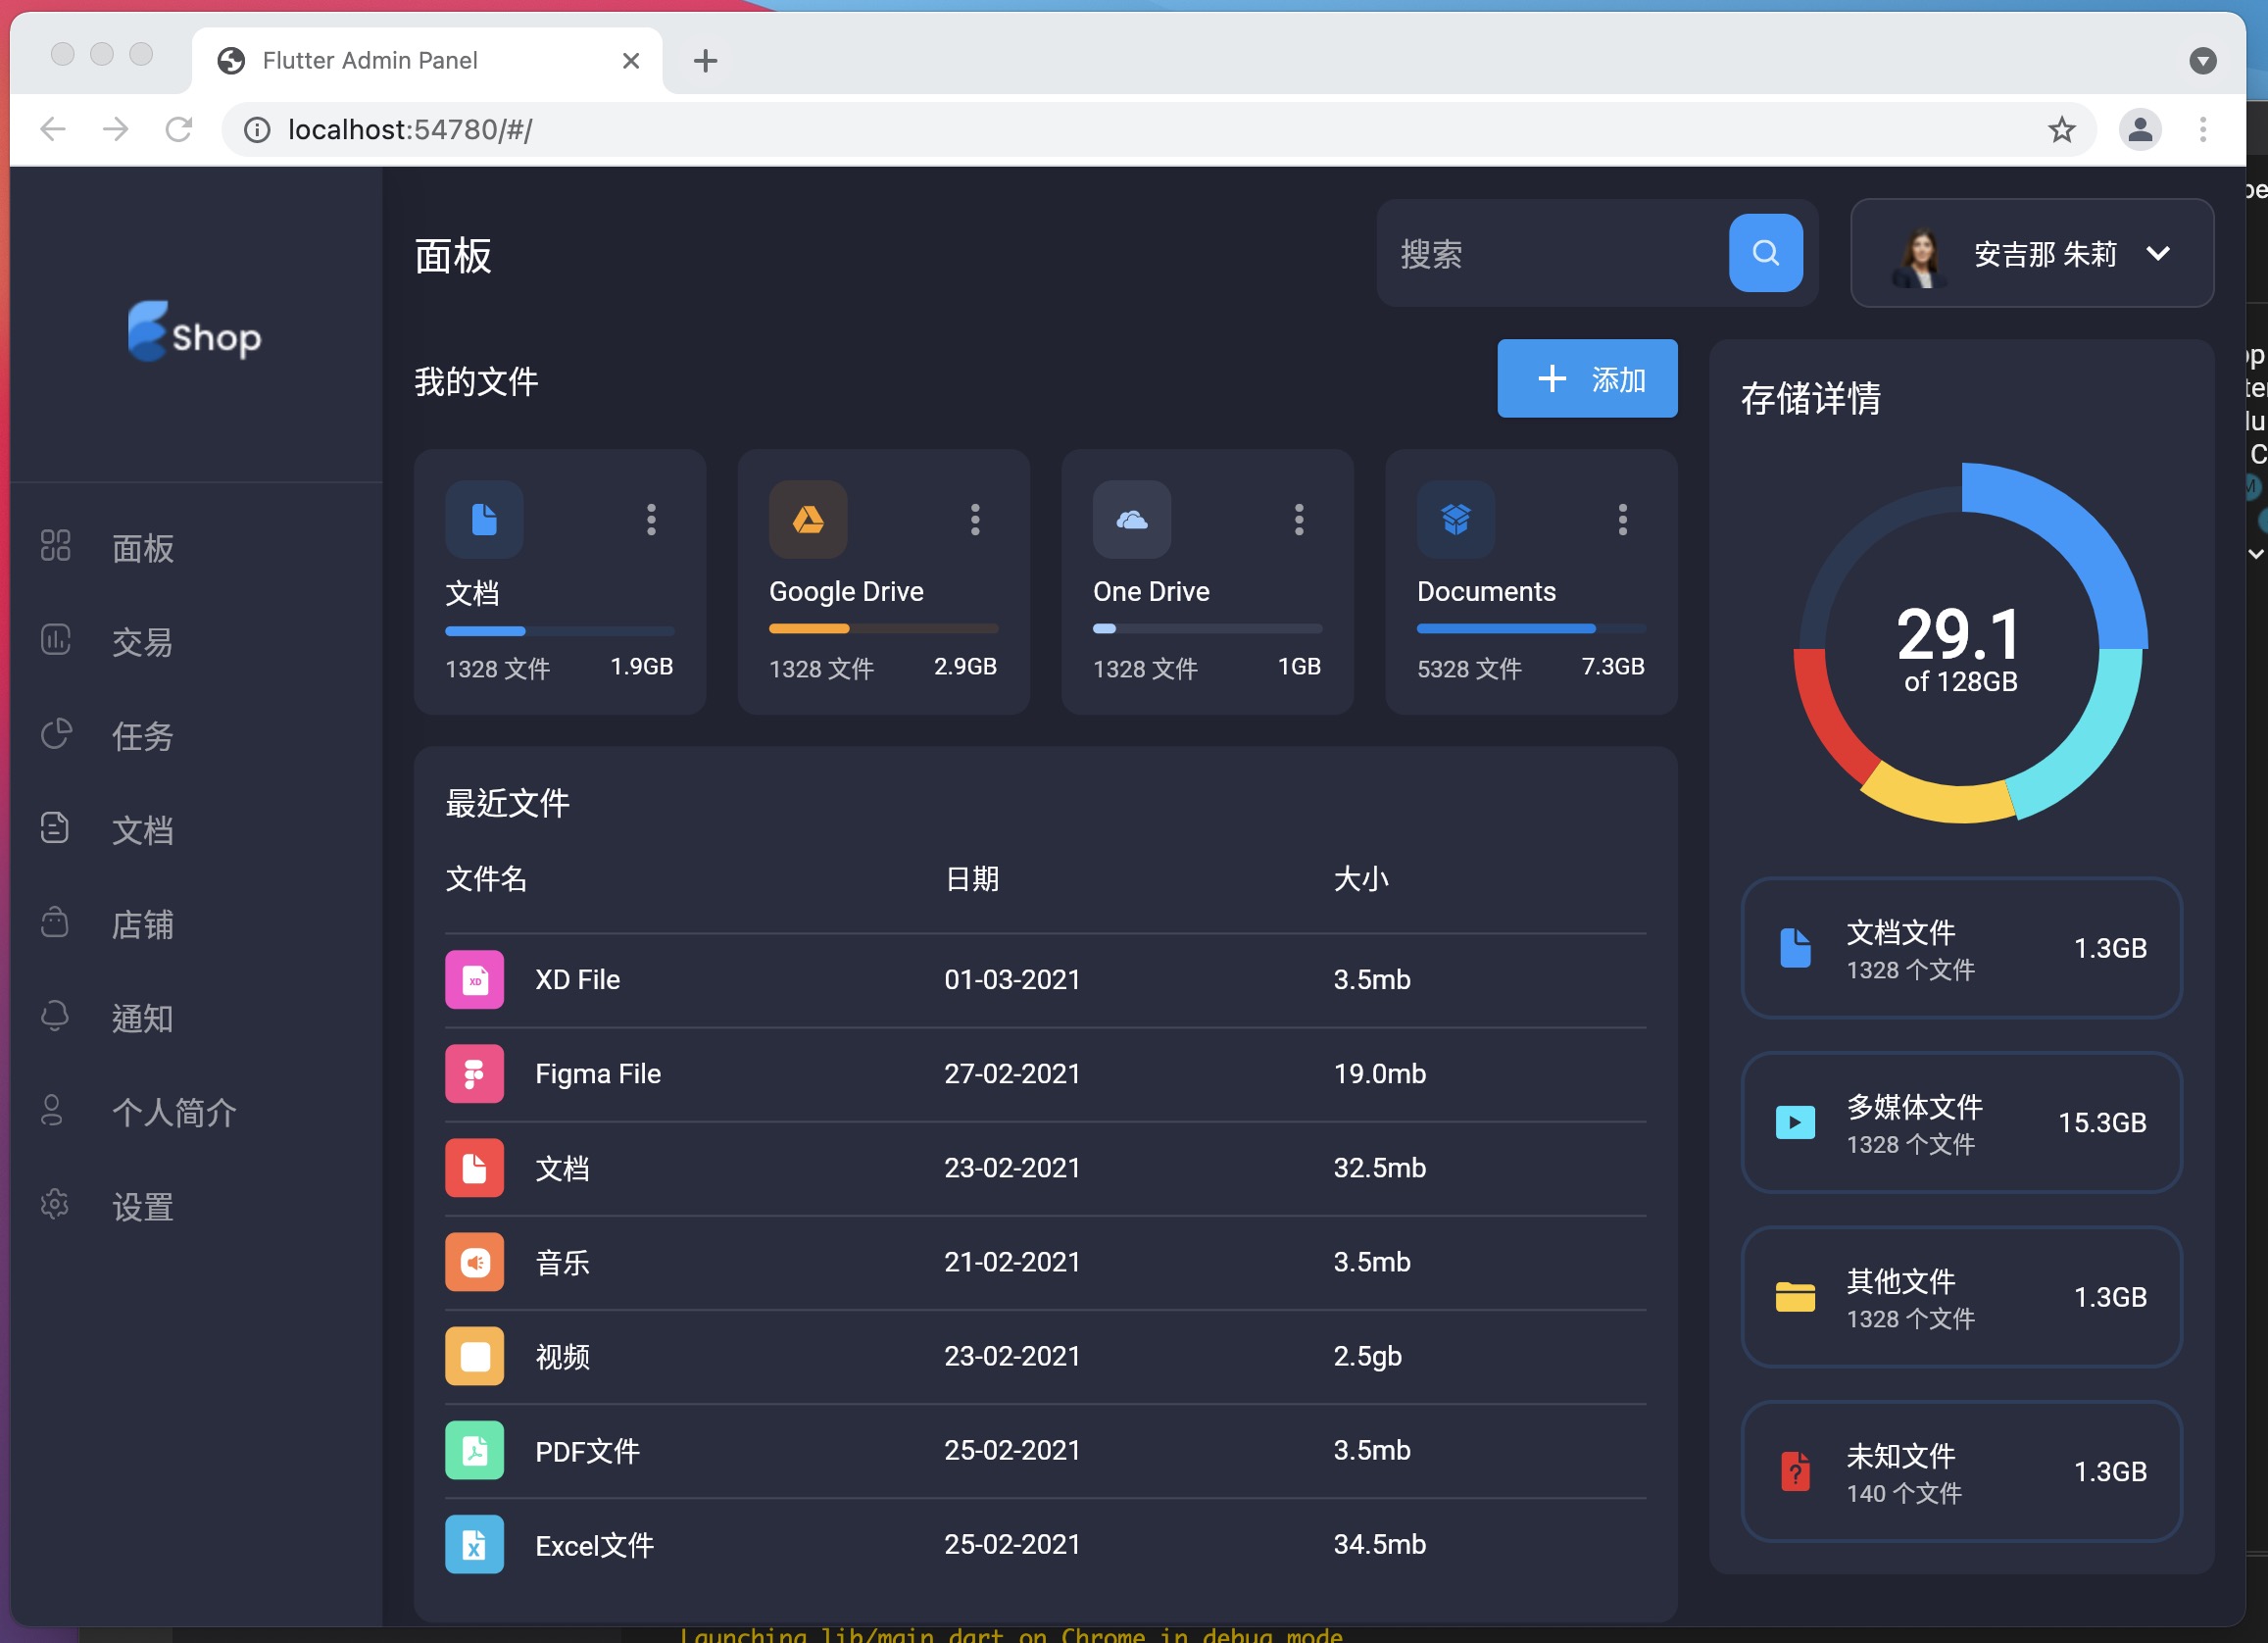 Flutter Admin Panel
localhost:54780/#/
Shop
面板
交易
任务
文档
店铺
通知
个人简介
设置
面板
搜索
安吉那 朱莉
我的文件
添加
文档
1328 文件 1.9GB
Google Drive
1328 文件 2.9GB
One Drive
1328 文件 1GB
Documents
5328 文件 7.3GB
最近文件
文件名 日期 大小
XD
XD File 01-03-2021 3.5mb
Figma File 27-02-2021 19.0mb
文档 23-02-2021 32.5mb
音乐 21-02-2021 3.5mb
视频 23-02-2021 2.5gb
PDF文件 25-02-2021 3.5mb
Excel文件 25-02-2021 34.5mb
存储详情
29.1
of 128GB
文档文件
1328 个文件
1.3GB
多媒体文件
1328 个文件
15.3GB
其他文件
1328 个文件
1.3GB
未知文件
140 个文件
1.3GB
Launching lib/main.dart on Chrome in debug mode